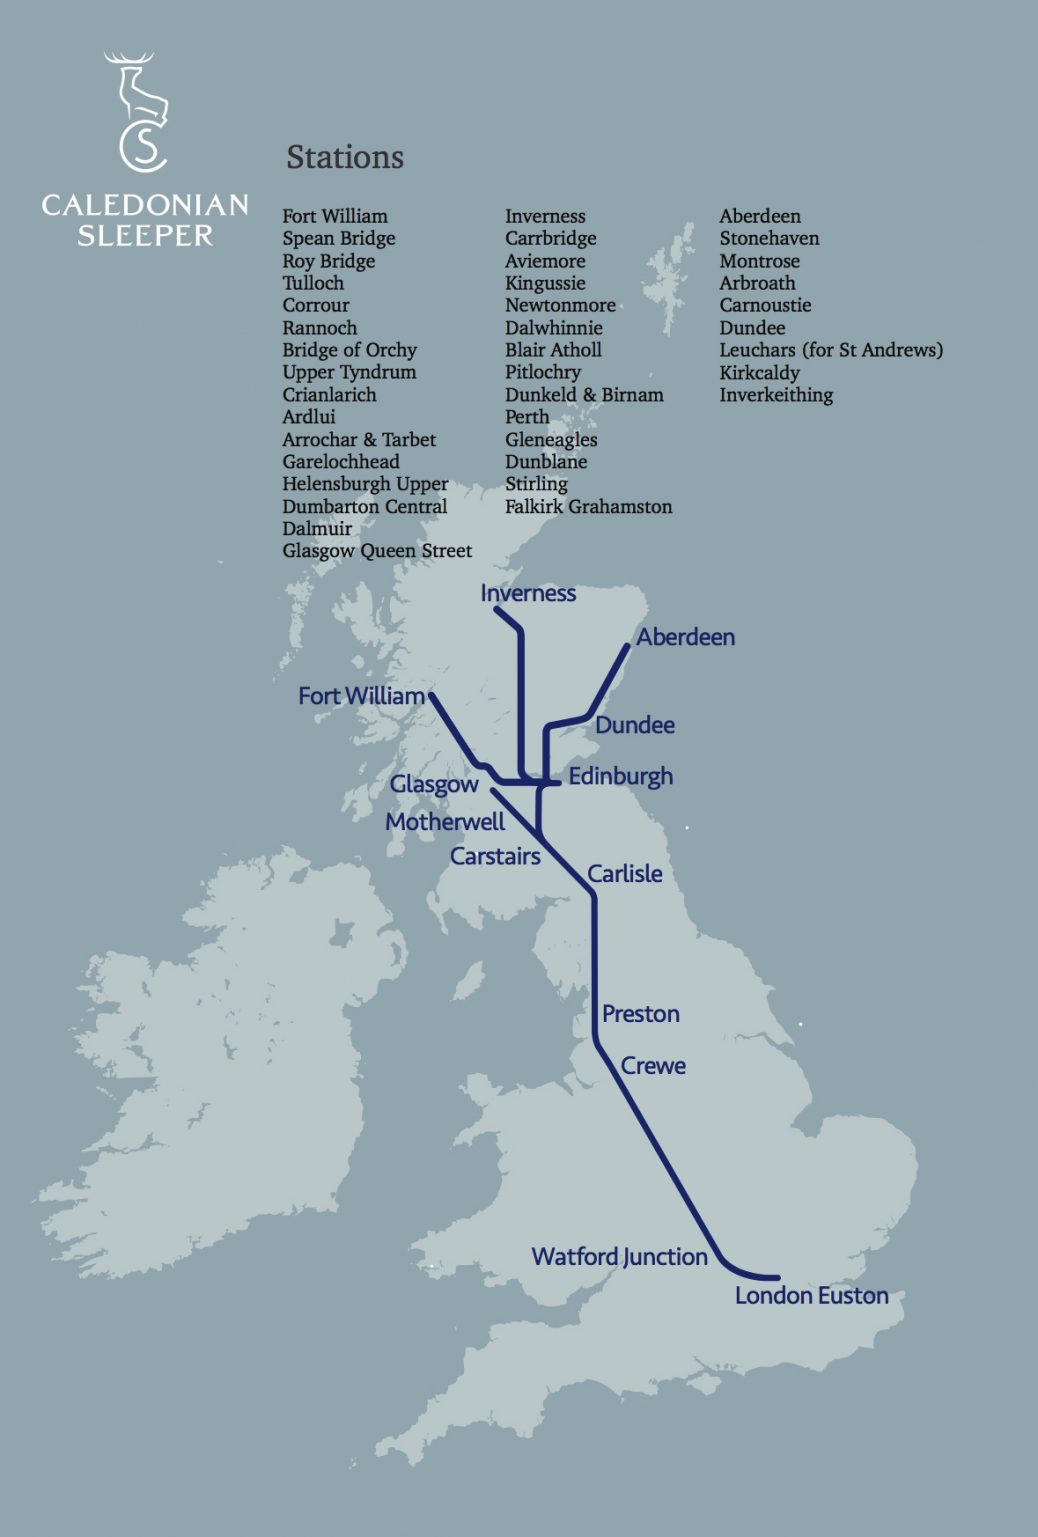 CALEDONIAN
SLEEPER
Stations
Fort William
Spean Bridge
Roy Bridge
Tulloch
Corrour
Rannoch
Bridge of Orchy
Upper Tyndrum
Crianlarich
Ardlui
Arrochar & Tarbet
Garelochhead
Helensburgh Upper
Dumbarton Central
Dalmuir
Glasgow Queen Street
Inverness
Carrbridge
Aviemore
Kingussie
Newtonmore
Dalwhinnie
Blair Atholl
Pitlochry
Dunkeld & Birnam
Perth
Gleneagles
Dunblane
Stirling
Falkirk Grahamston
Aberdeen
Stonehaven
Montrose
Arbroath
Carnoustie
Dundee
Leuchars (for St Andrews)
Kirkcaldy
Inverkeithing
Inverness
Aberdeen
Fort William
Dundee
Edinburgh
Glasgow
Motherwell
Carstairs
Carlisle
Preston
Crewe
Watford Junction
London Euston